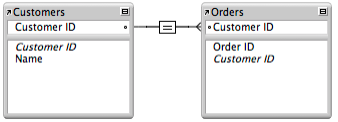 Customers
Customer ID
Customer ID
Name
=
Orders
Customer ID
Order ID
Customer ID